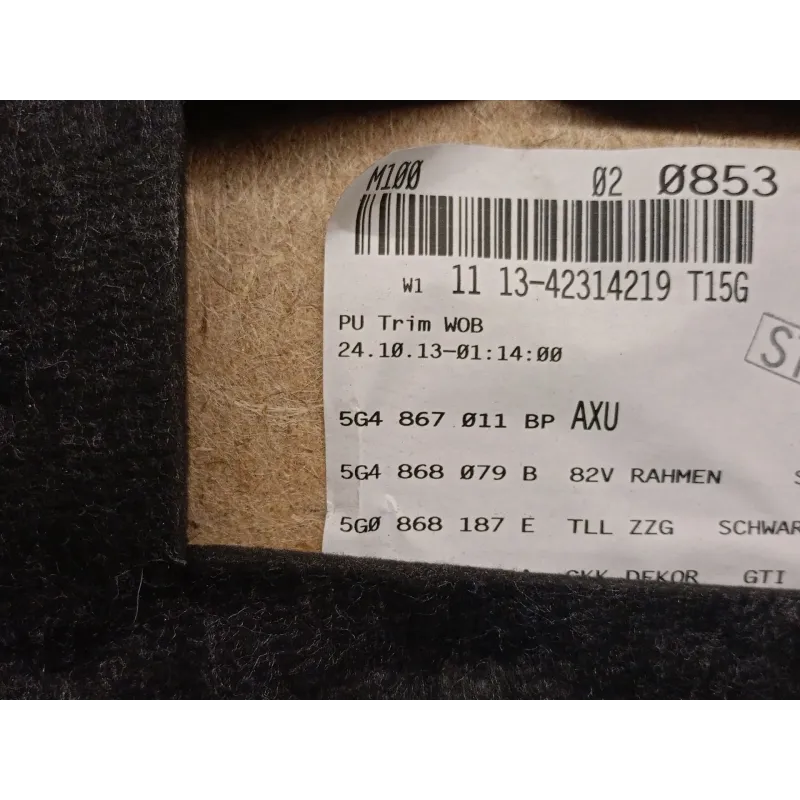 M100 02 0853
W1 11 13-42314219 T15G
PU Trim WOB
24.10.13-01:14:00
5G4 867 011 BP AXU
5G4 868 079 B 82V RAHMEN
5G0 868 187 E TLL ZZG SCHWAR
DEKOR GTI